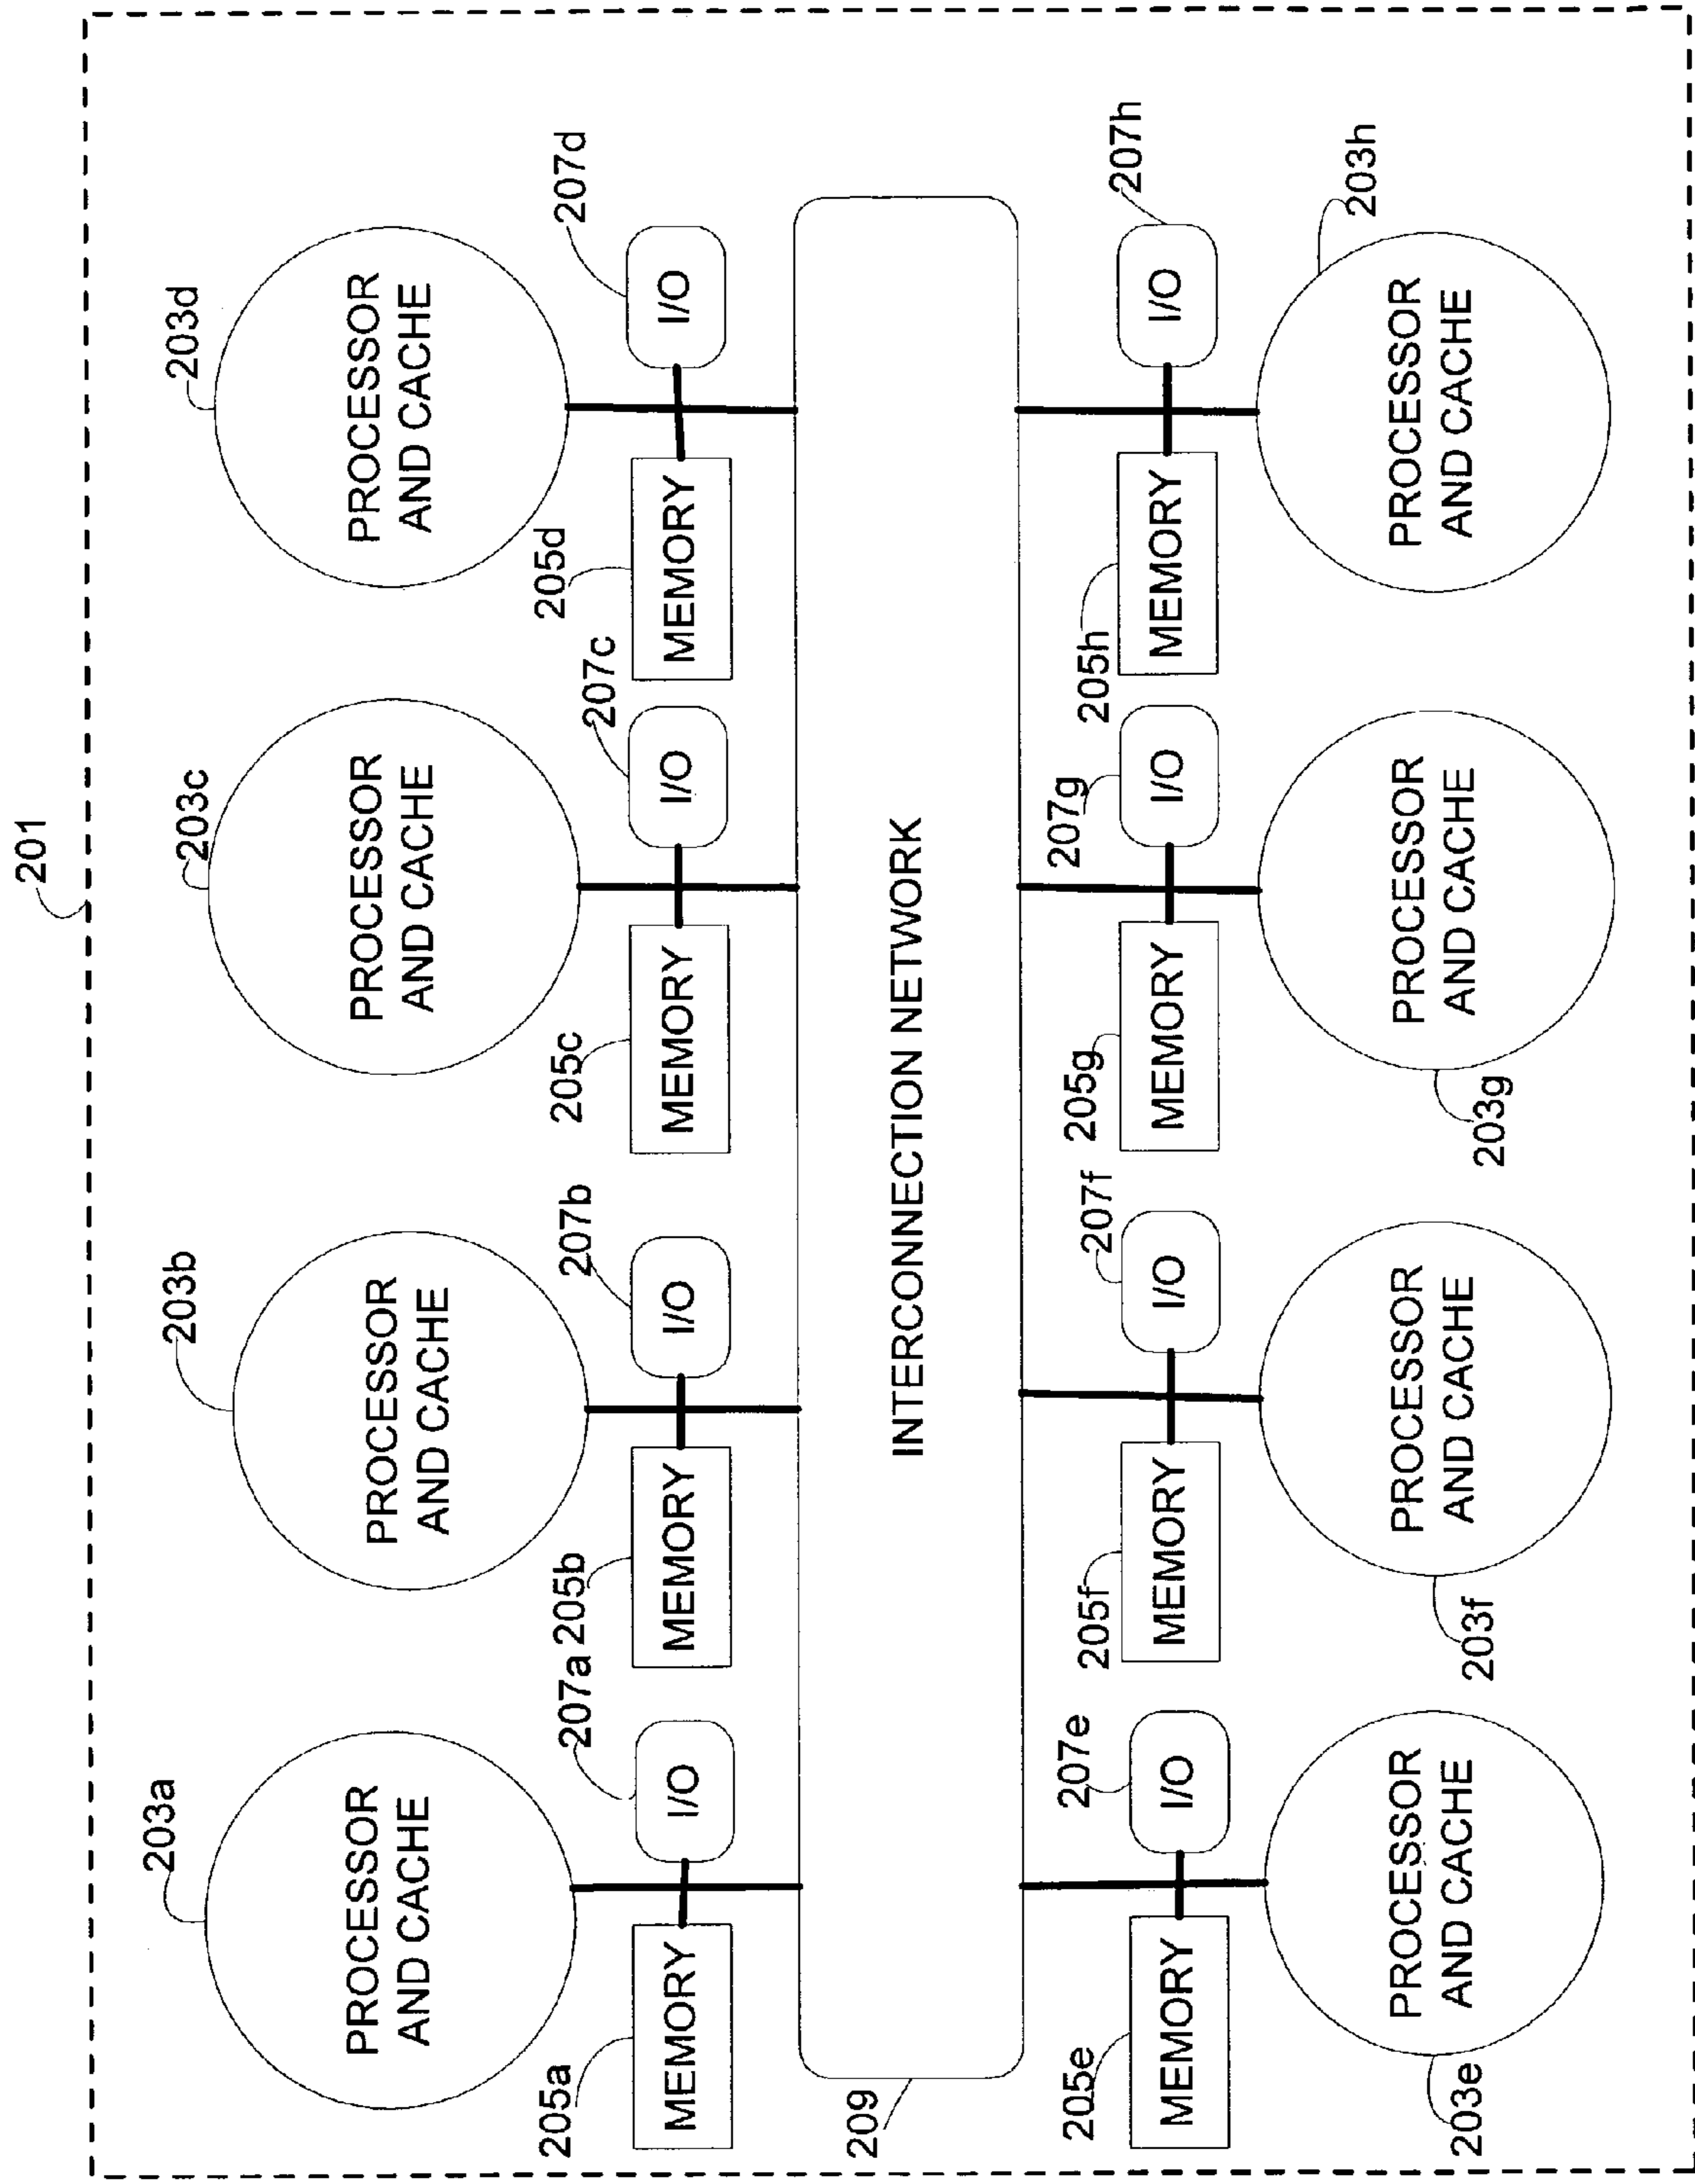 201
203a
203b
203c
203d
PROCESSOR
AND CACHE
PROCESSOR
AND CACHE
PROCESSOR
AND CACHE
PROCESSOR
AND CACHE
205a
207a
205b
207b
205c
207c
205d
207d
MEMORY
I/O
MEMORY
I/O
MEMORY
I/O
MEMORY
I/O
209
INTERCONNECTION NETWORK
205e
207e
205f
207f
205g
207g
205h
207h
MEMORY
I/O
MEMORY
I/O
MEMORY
I/O
MEMORY
I/O
PROCESSOR
AND CACHE
PROCESSOR
AND CACHE
PROCESSOR
AND CACHE
PROCESSOR
AND CACHE
203e
203f
203g
203h